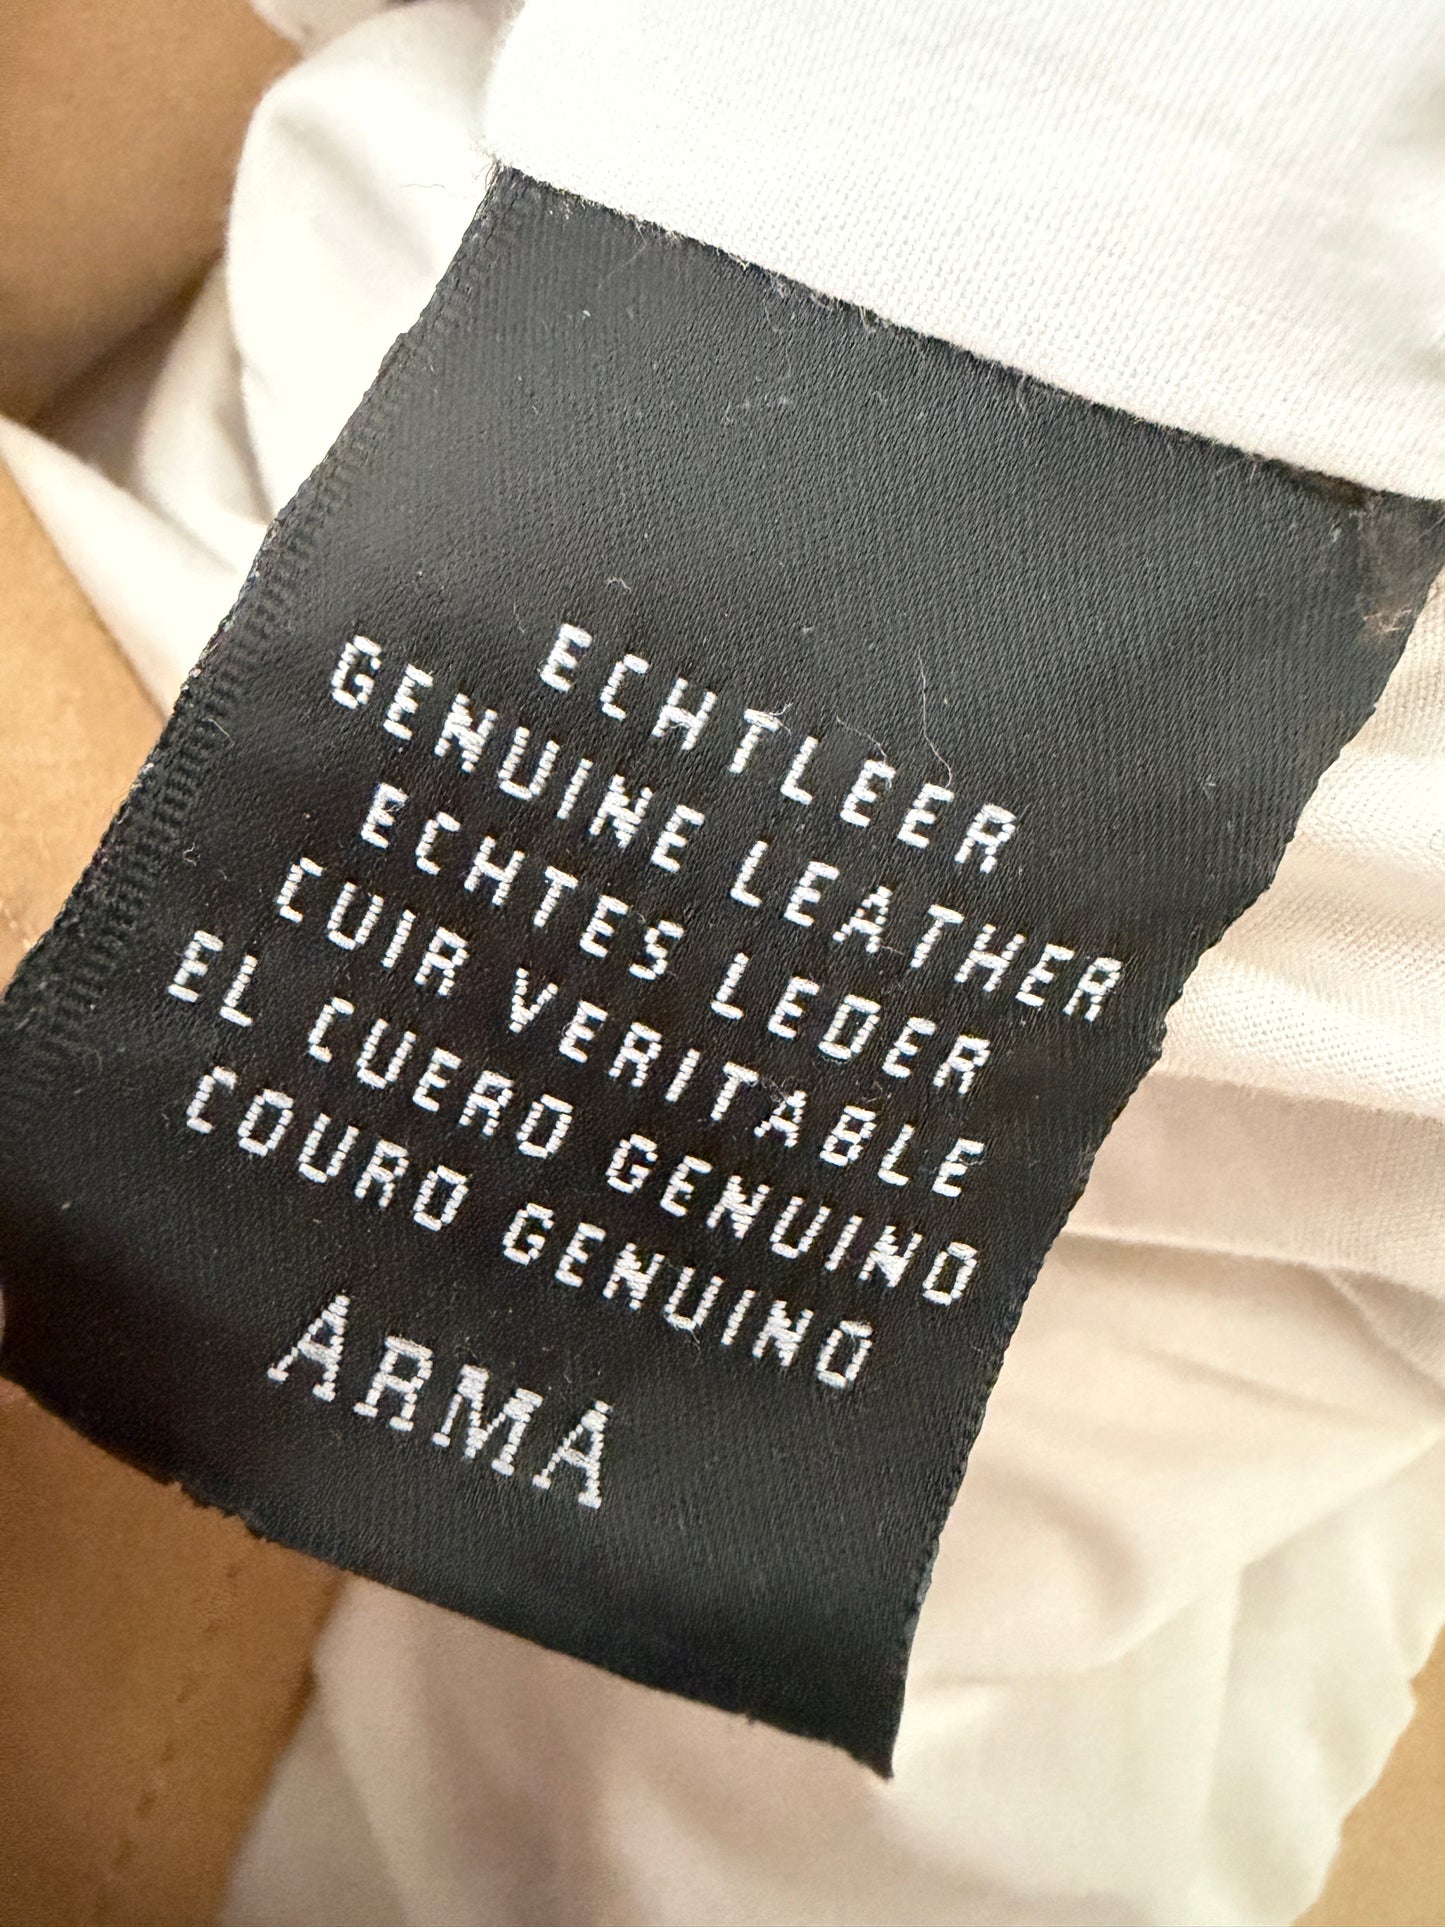 ECHTLEER
GENUINE LEATHER
ECHTES LEDER
CUIR VERITABLE
EL CUERO GENUINO
COURO GENUINO
ARMA